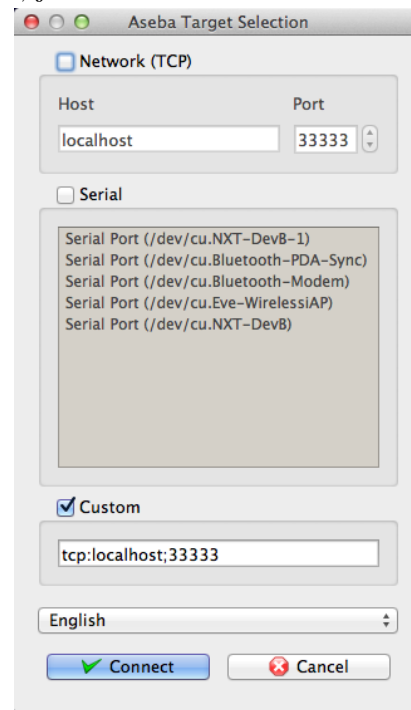 Aseba Target Selection
Network (TCP)
Host Port
localhost 33333
Serial
Serial Port (/dev/cu.NXT-DevB-1)
Serial Port (/dev/cu.Bluetooth-PDA-Sync)
Serial Port (/dev/cu.Bluetooth-Modem)
Serial Port (/dev/cu.Eve-WirelessiAP)
Serial Port (/dev/cu.NXT-DevB)
Custom
tcp:localhost;33333
English
Connect Cancel